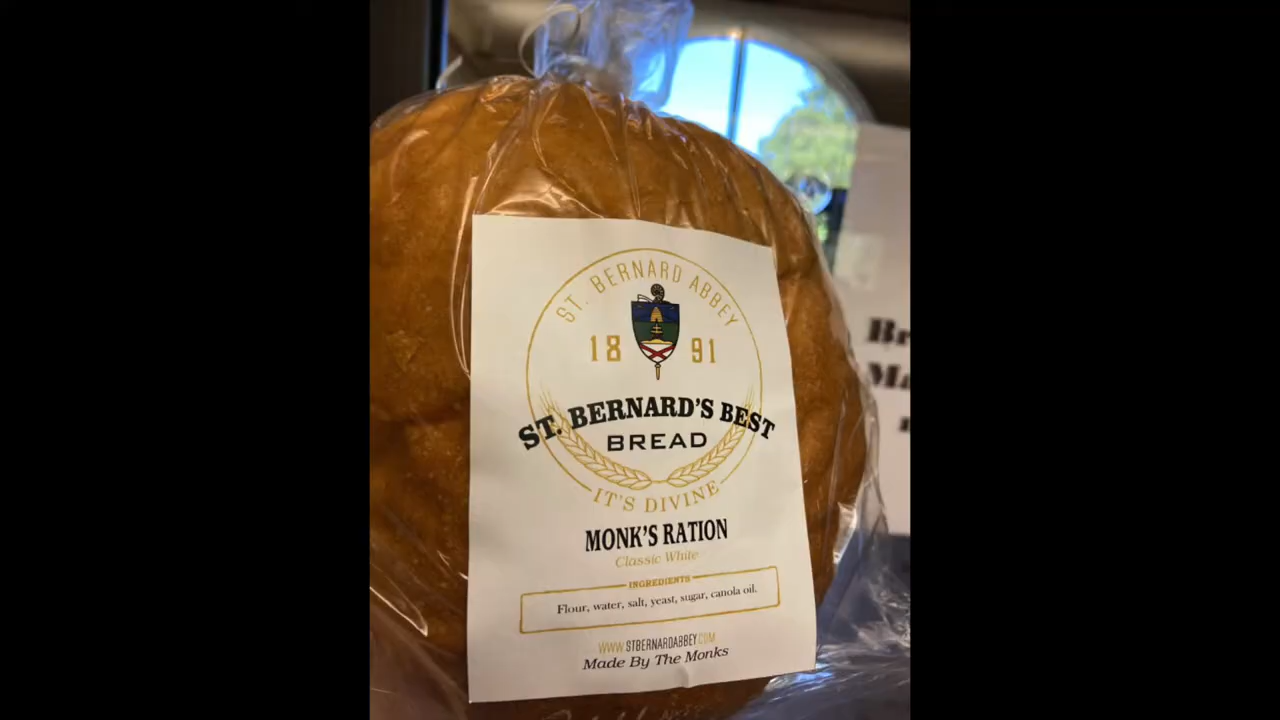 ST. BERNARD ABBEY
18 91
ST. BERNARD'S BEST
BREAD
IT'S DIVINE
MONK'S RATION
Classic White
INGREDIENTS
Flour, water, salt, yeast, sugar, canola oil.
WWW.STBERNARDABBEY.COM
Made By The Monks